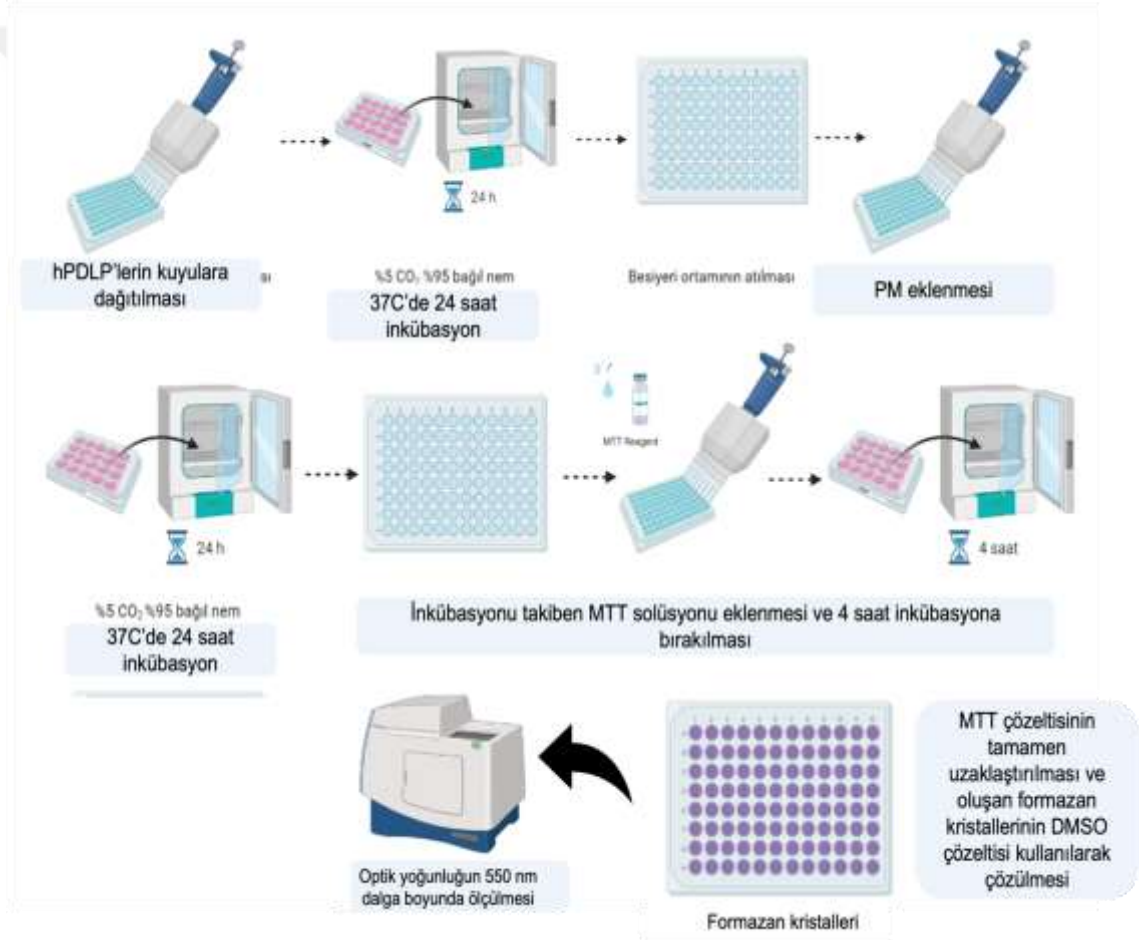 hPDLP'lerin kuyulara
dağıtılması
24 h
%5 CO₂ %95 bağıl nem
37C'de 24 saat
inkübasyon
Besiyeri ortamının atılması
PM eklenmesi
MTT Reagent
24 h
4 saat
%5 CO₂ %95 bağıl nem
37C'de 24 saat
inkübasyon
İnkübasyonu takiben MTT solüsyonu eklenmesi ve 4 saat inkübasyona
bırakılması
MTT çözeltisinin
tamamen
uzaklaştırılması ve
oluşan formazan
kristallerinin DMSO
çözeltisi kullanılarak
çözülmesi
Optik yoğunluğun 550 nm
dalga boyunda ölçülmesi
Formazan kristalleri